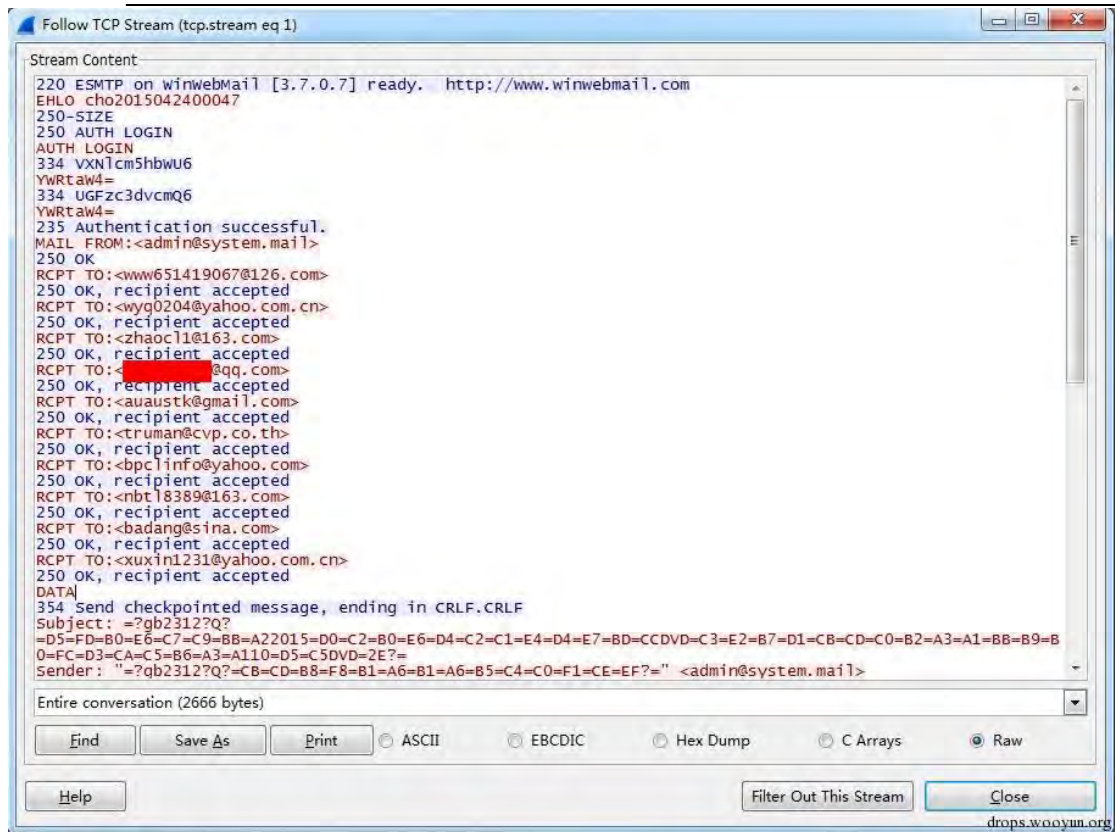 Follow TCP Stream (tcp.stream eq 1)
Stream Content
220 ESMTP on WinWebMail [3.7.0.7] ready.  http://www.winwebmail.com
EHLO cho2015042400047
250-SIZE
250 AUTH LOGIN
AUTH LOGIN
334 VXNlcm5hbWU6
YWRtaW4=
334 UGFzc3dvcmQ6
YWRtaW4=
235 Authentication successful.
MAIL FROM:<admin@system.mail>
250 OK
RCPT TO:<www651419067@126.com>
250 OK, recipient accepted
RCPT TO:<wyq0204@yahoo.com.cn>
250 OK, recipient accepted
RCPT TO:<zhaocl1@163.com>
250 OK, recipient accepted
RCPT TO:< @qq.com>
250 OK, recipient accepted
RCPT TO:<auaustk@gmail.com>
250 OK, recipient accepted
RCPT TO:<truman@cvp.co.th>
250 OK, recipient accepted
RCPT TO:<bpclinfo@yahoo.com>
250 OK, recipient accepted
RCPT TO:<nbtl8389@163.com>
250 OK, recipient accepted
RCPT TO:<badang@sina.com>
250 OK, recipient accepted
RCPT TO:<xuxin1231@yahoo.com.cn>
250 OK, recipient accepted
DATA
354 Send checkpointed message, ending in CRLF.CRLF
Subject: =?gb2312?Q?
=D5=FD=B0=E6=C7=C9=BB=A22015=D0=C2=B0=E6=D4=C2=C1=E4=D4=E7=BD=CCDVD=C3=E2=B7=D1=CB=CD=C0=B2=A3=A1=BB=B9=B
0=FC=D3=CA=C5=B6=A3=A110=D5=C5DVD=2E?=
Sender: "=?gb2312?Q?=CB=CD=B8=F8=B1=A6=B1=A6=B5=C4=C0=F1=CE=EF?=" <admin@system.mail>
Entire conversation (2666 bytes)
Find Save As Print ASCII EBCDIC Hex Dump C Arrays Raw
Help Filter Out This Stream Close
drops.wooyun.org